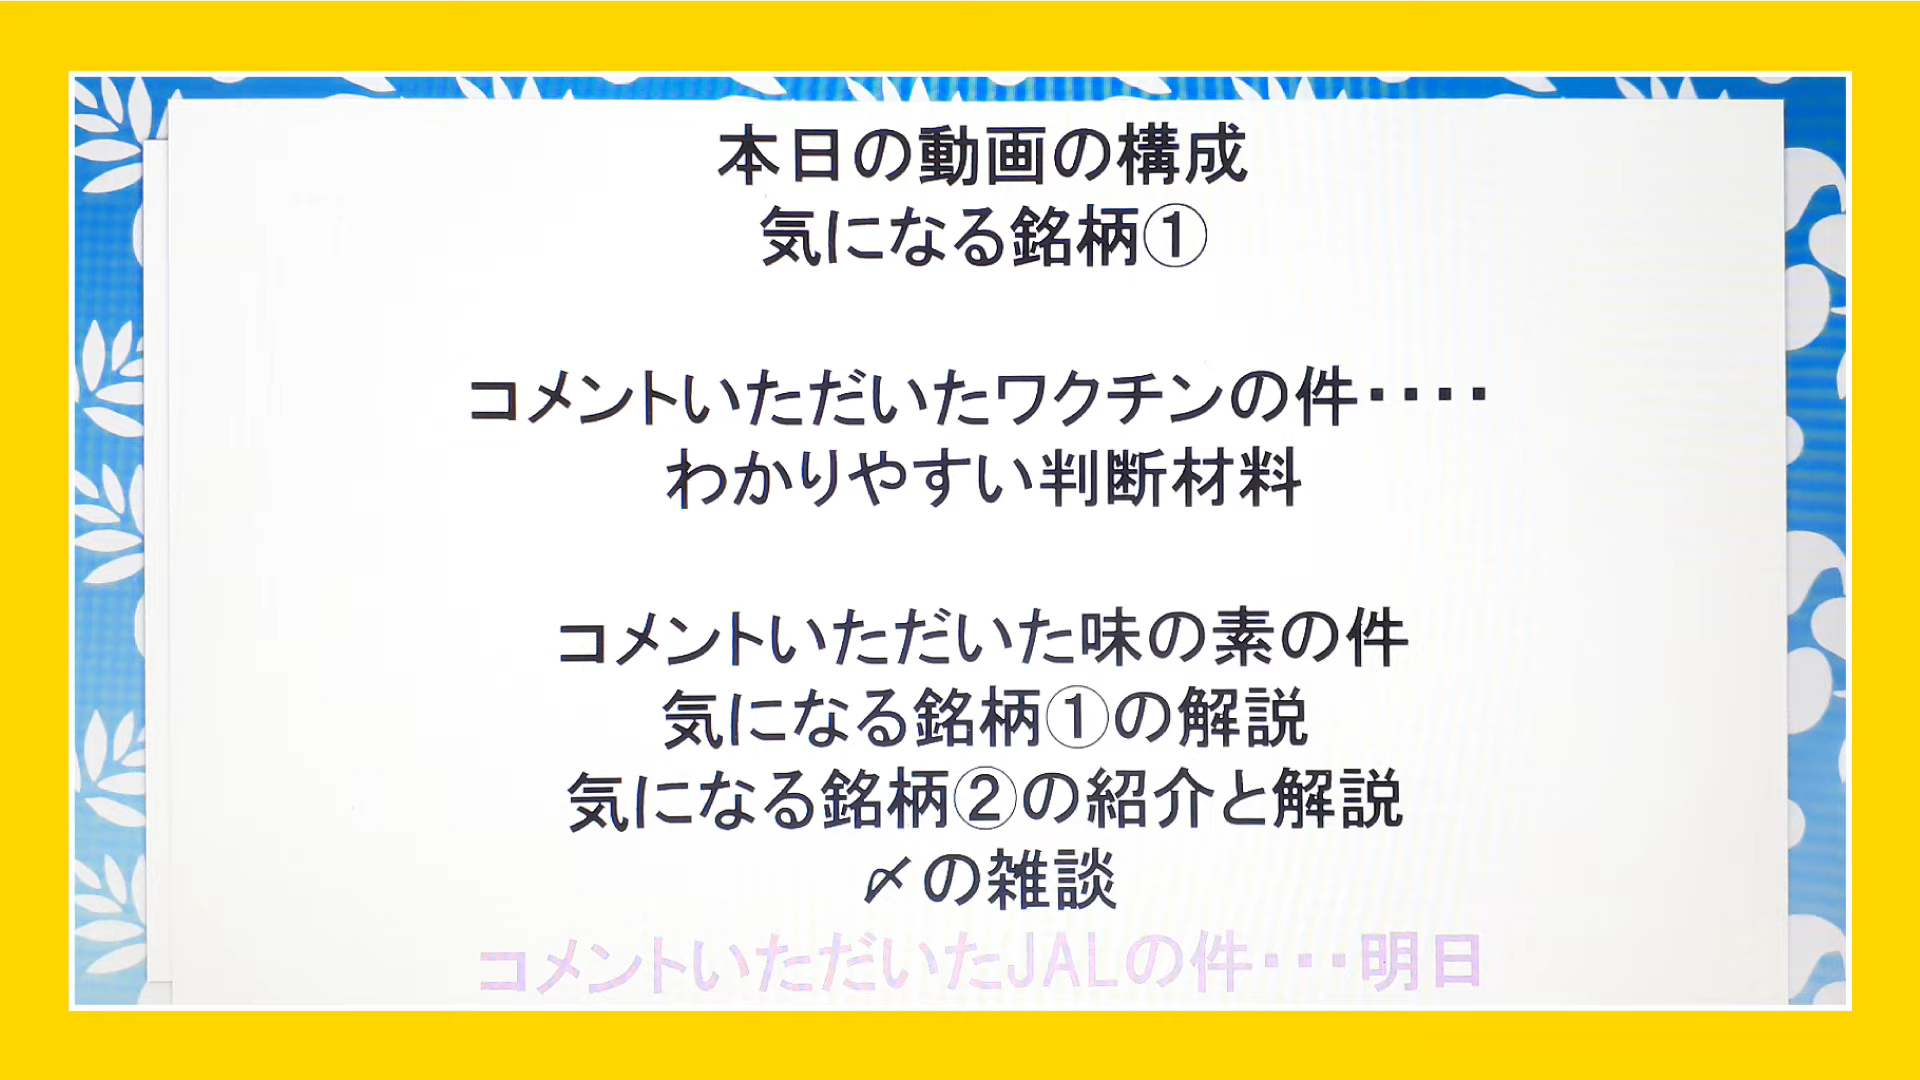 本日の動画の構成
気になる銘柄①
コメントいただいたワクチンの件・・・・
わかりやすい判断材料
コメントいただいた味の素の件
気になる銘柄①の解説
気になる銘柄②の紹介と解説
〆の雑談
コメントいただいたJALの件・・・明日